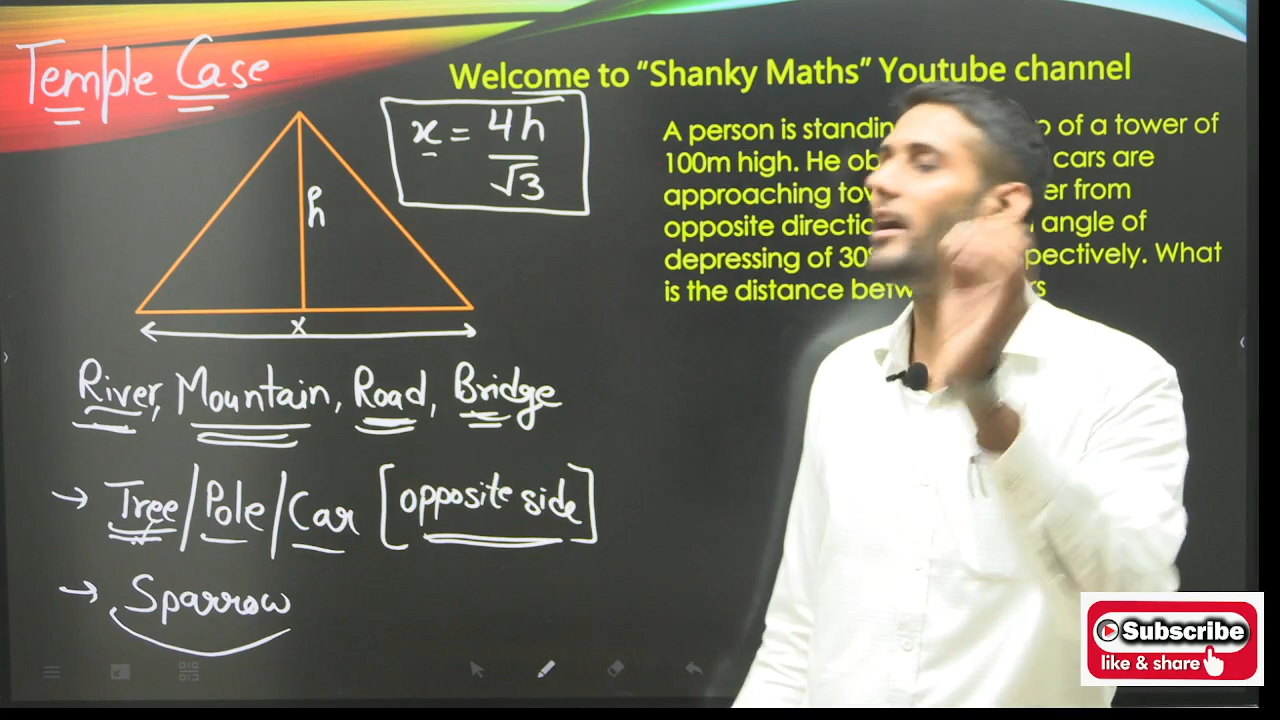 Temple Case
Welcome to “Shanky Maths” Youtube channel
x = 4h
√3
h
x
A person is standin of a tower of
100m high. He ob cars are
approaching tow er from
opposite directio angle of
depressing of 30 pectively. What
is the distance betw rs
River, Mountain, Road, Bridge
→ Tree/Pole/Car [opposite side]
→ Sparrow
Subscribe
like & share